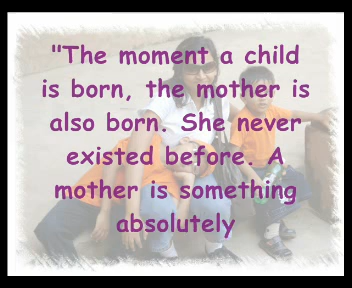 "The moment a child
is born, the mother is
also born. She never
existed before. A
mother is something
absolutely